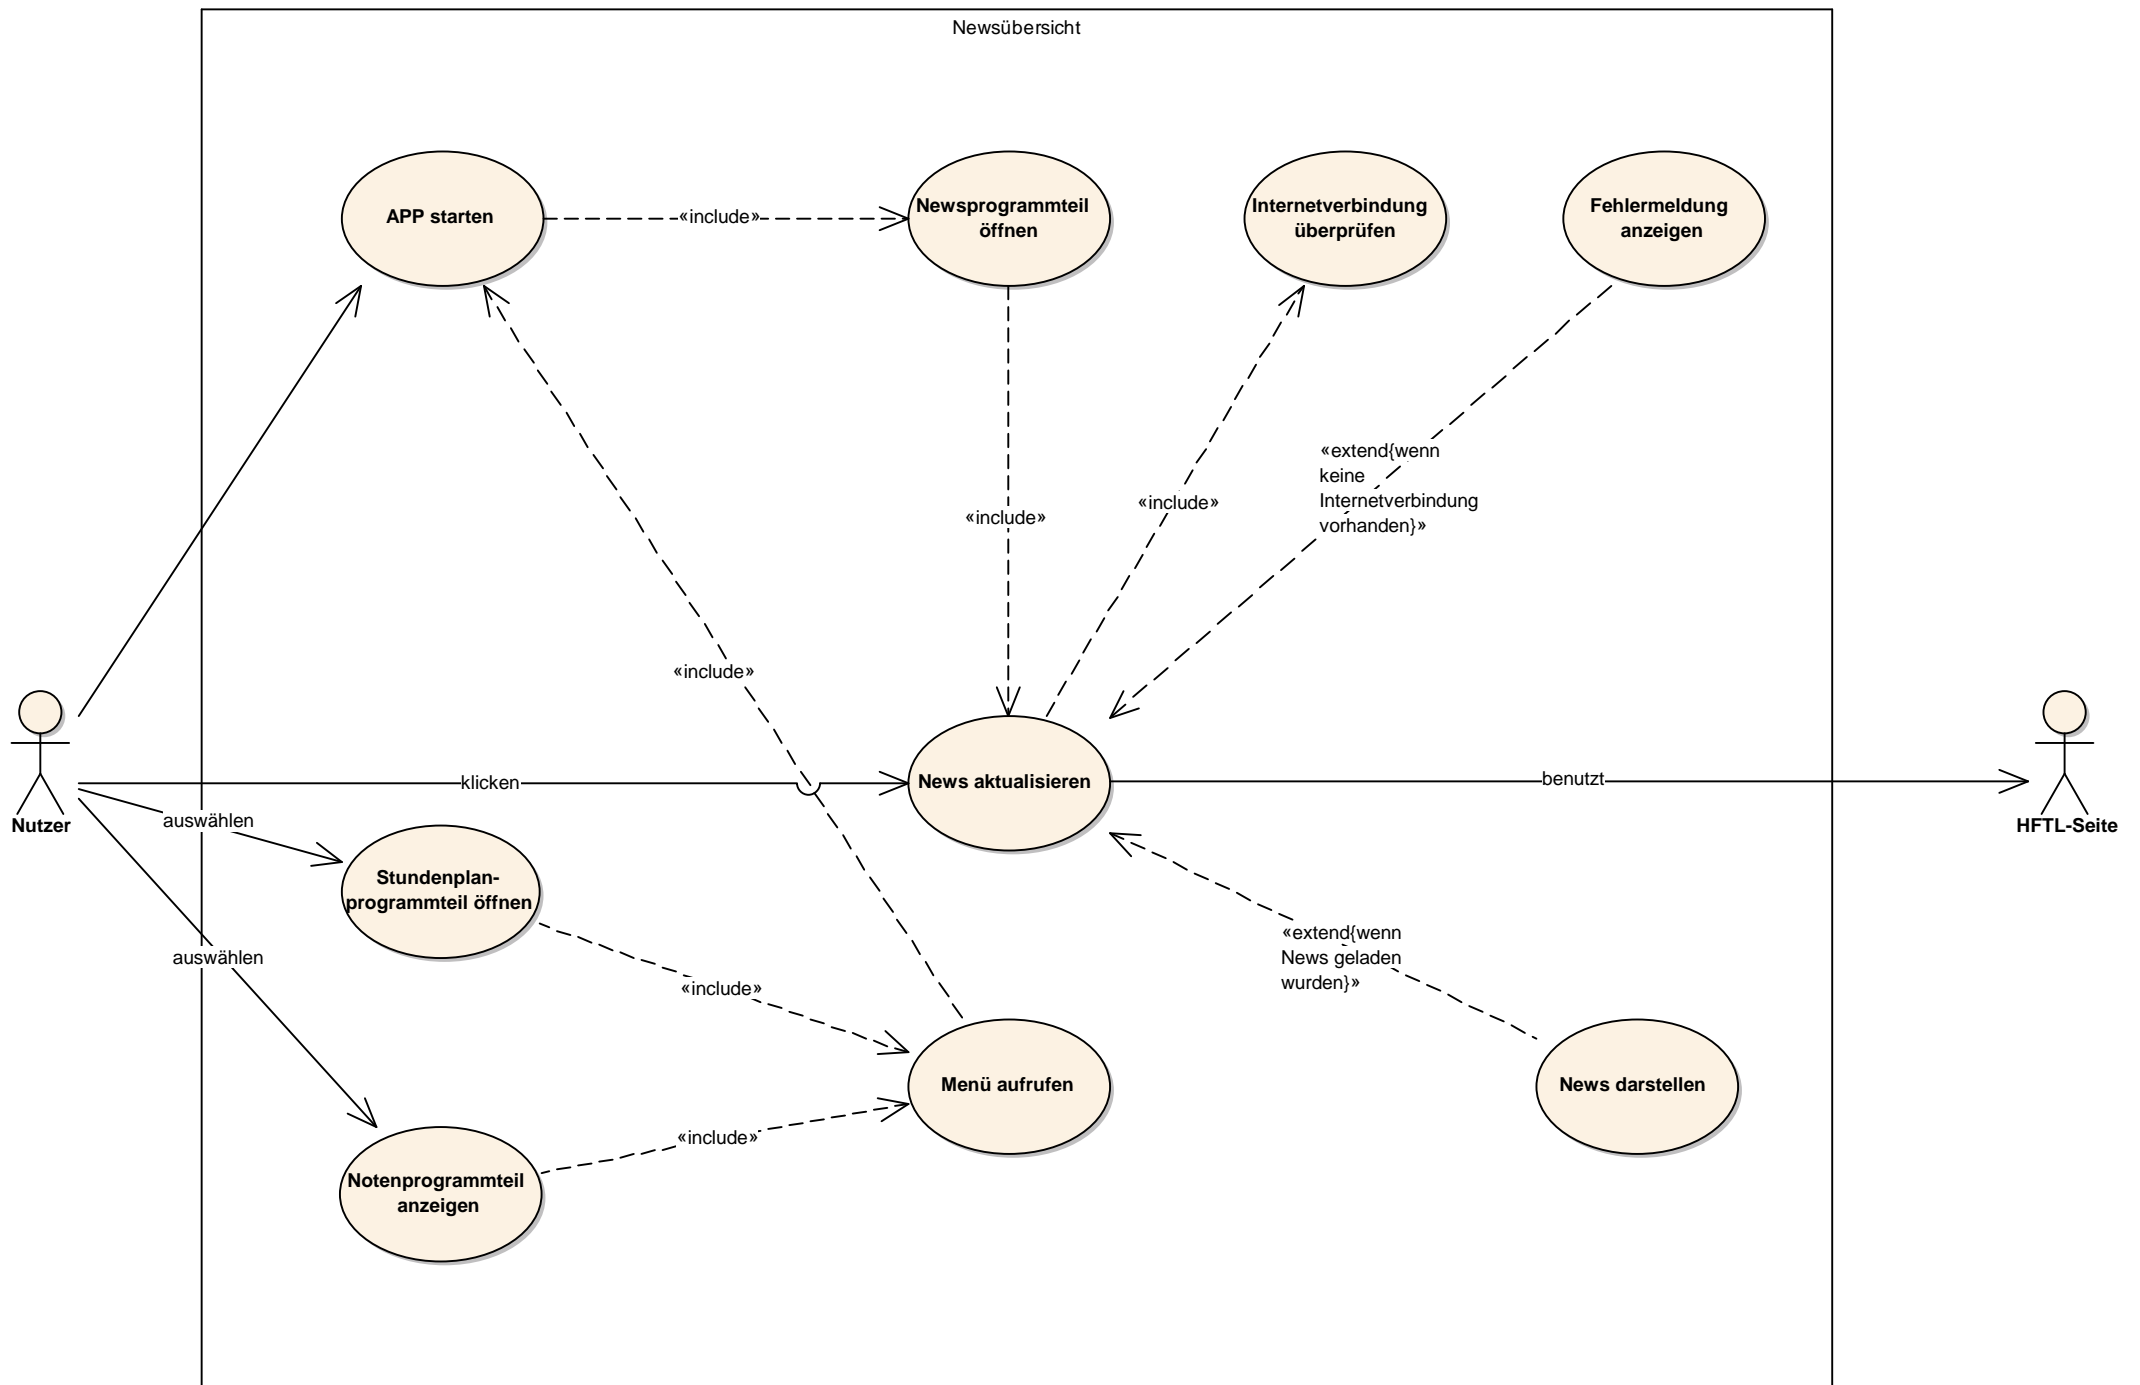 Newsübersicht
APP starten
«include»
Newsprogrammteil
öffnen
Internetverbindung
überprüfen
Fehlermeldung
anzeigen
«extend{wenn
keine
Internetverbindung
vorhanden}»
«include»
«include»
«include»
Nutzer
klicken
News aktualisieren
benutzt
HFTL-Seite
auswählen
Stundenplan-
programmteil öffnen
auswählen
«include»
«extend{wenn
News geladen
wurden}»
Menü aufrufen
News darstellen
«include»
Notenprogrammteil
anzeigen